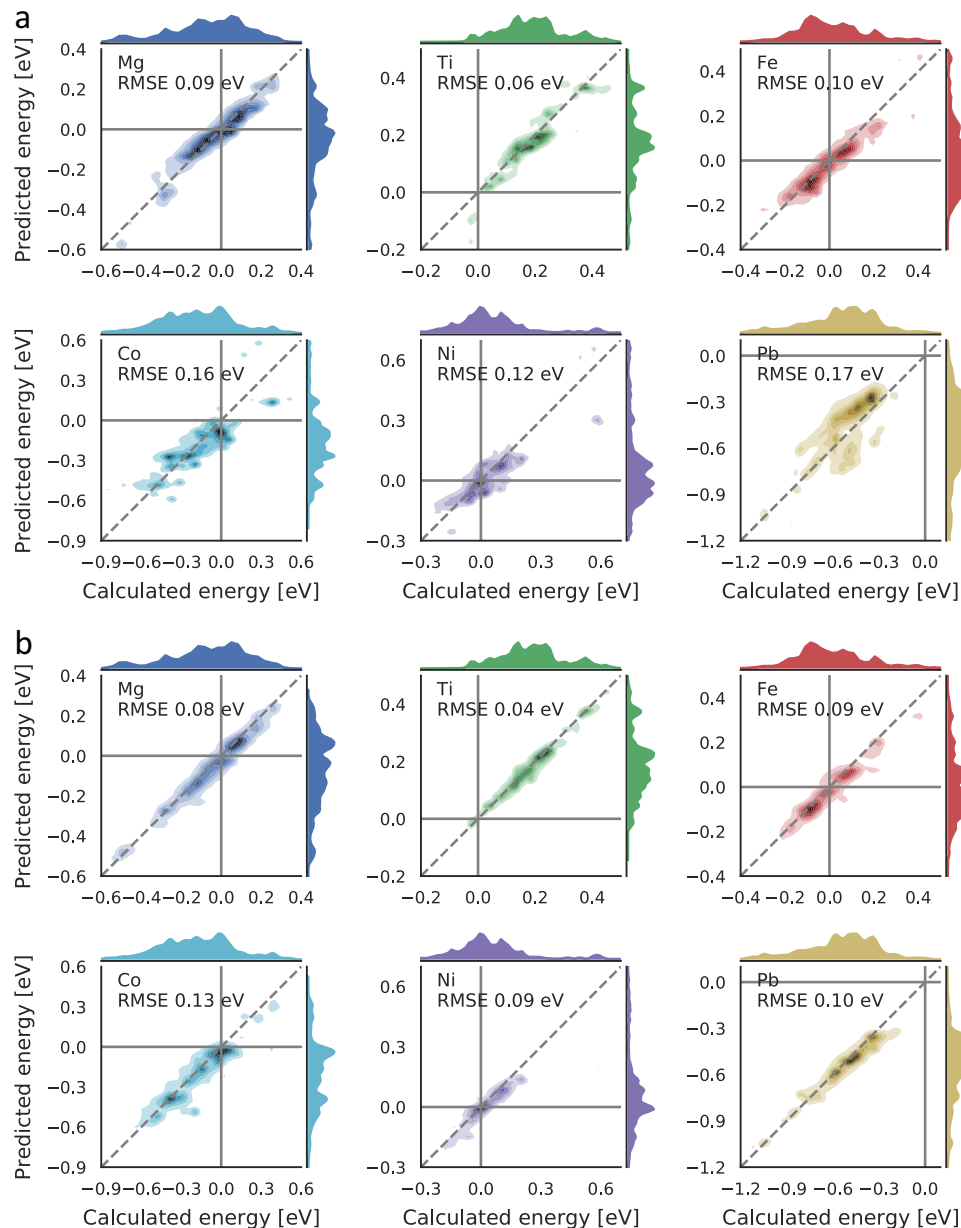 a
Mg
RMSE 0.09 eV
Ti
RMSE 0.06 eV
Fe
RMSE 0.10 eV
Predicted energy [eV]
0.4
0.2
0.0
−0.2
−0.4
−0.6
0.4
0.2
0.0
−0.2
0.4
0.2
0.0
−0.2
−0.4
−0.6 −0.4 −0.2 0.0 0.2 0.4
−0.2 0.0 0.2 0.4
−0.4 −0.2 0.0 0.2 0.4
Co
RMSE 0.16 eV
Ni
RMSE 0.12 eV
Pb
RMSE 0.17 eV
Predicted energy [eV]
0.6
0.3
0.0
−0.3
−0.6
−0.9
0.6
0.3
0.0
−0.3
0.0
−0.3
−0.6
−0.9
−1.2
−0.9 −0.6 −0.3 0.0 0.3 0.6
−0.3 0.0 0.3 0.6
−1.2 −0.9 −0.6 −0.3 0.0
Calculated energy [eV] Calculated energy [eV] Calculated energy [eV]
b
Mg
RMSE 0.08 eV
Ti
RMSE 0.04 eV
Fe
RMSE 0.09 eV
Predicted energy [eV]
0.4
0.2
0.0
−0.2
−0.4
−0.6
0.4
0.2
0.0
−0.2
0.4
0.2
0.0
−0.2
−0.4
−0.6 −0.4 −0.2 0.0 0.2 0.4
−0.2 0.0 0.2 0.4
−0.4 −0.2 0.0 0.2 0.4
Co
RMSE 0.13 eV
Ni
RMSE 0.09 eV
Pb
RMSE 0.10 eV
Predicted energy [eV]
0.6
0.3
0.0
−0.3
−0.6
−0.9
0.6
0.3
0.0
−0.3
0.0
−0.3
−0.6
−0.9
−1.2
−0.9 −0.6 −0.3 0.0 0.3 0.6
−0.3 0.0 0.3 0.6
−1.2 −0.9 −0.6 −0.3 0.0
Calculated energy [eV] Calculated energy [eV] Calculated energy [eV]